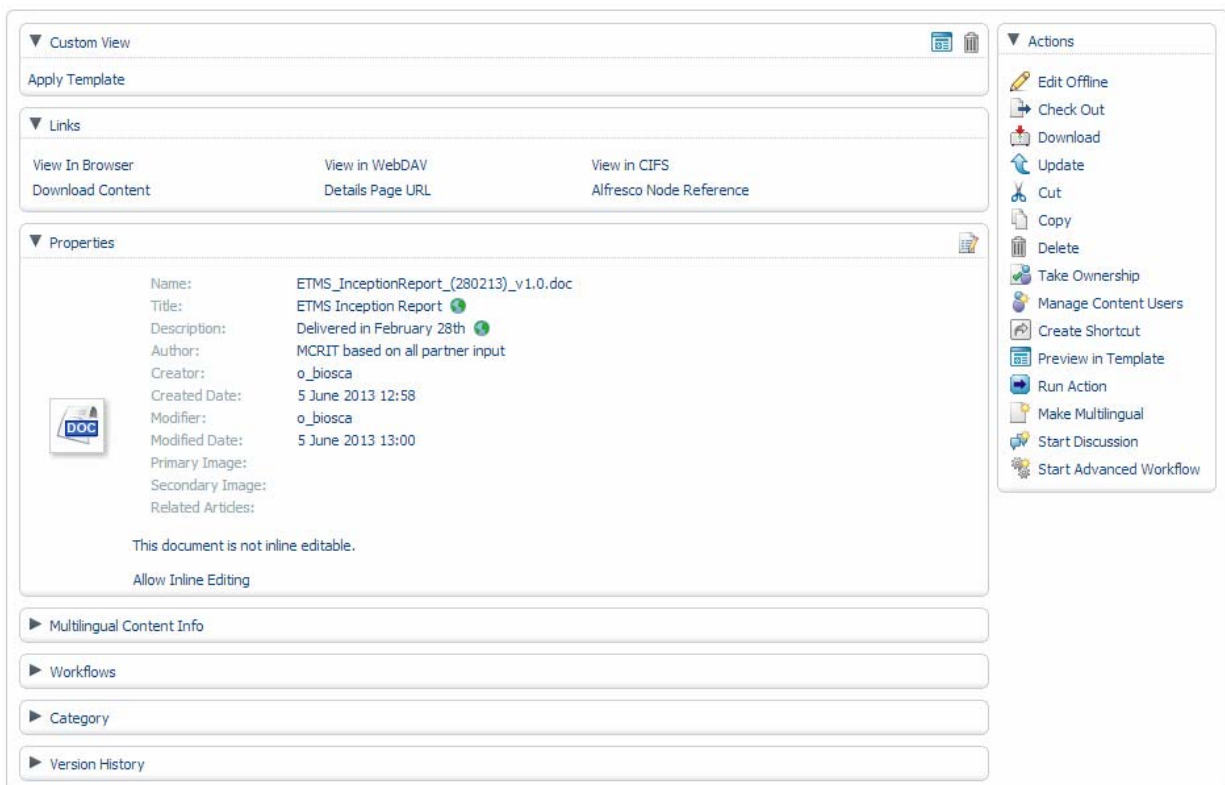 Custom View
Apply Template
Links
View In Browser View in WebDAV View in CIFS
Download Content Details Page URL Alfresco Node Reference
Properties
Name: ETMS_InceptionReport_(280213)_v1.0.doc
Title: ETMS Inception Report
Description: Delivered in February 28th
Author: MCRIT based on all partner input
Creator: o_biosca
Created Date: 5 June 2013 12:58
Modifier: o_biosca
Modified Date: 5 June 2013 13:00
Primary Image:
Secondary Image:
Related Articles:
DOC
This document is not inline editable.
Allow Inline Editing
Multilingual Content Info
Workflows
Category
Version History
Actions
Edit Offline
Check Out
Download
Update
Cut
Copy
Delete
Take Ownership
Manage Content Users
Create Shortcut
Preview in Template
Run Action
Make Multilingual
Start Discussion
Start Advanced Workflow